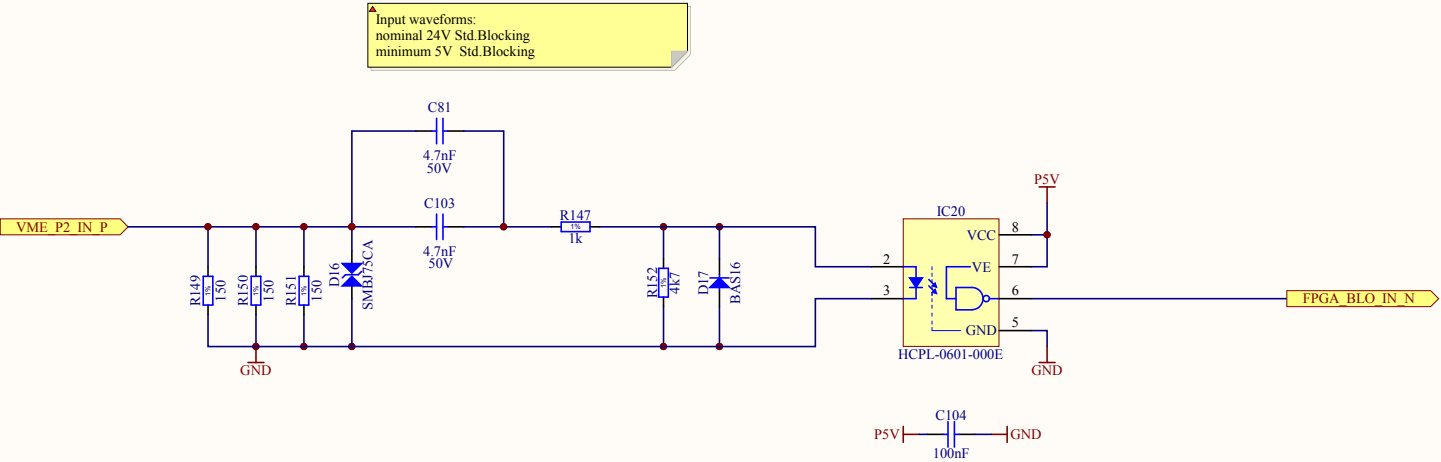 Input waveforms:
nominal 24V Std.Blocking
minimum 5V  Std.Blocking
C81
4.7nF
50V
C103
4.7nF
50V
VME_P2_IN_P
R147
1%
1k
R149
1%
150
R150
1%
150
R151
1%
150
D16
SMBJ75CA
R152
1%
4k7
D17
BAS16
P5V
IC20
VCC
8
2
VE
7
3
6
FPGA_BLO_IN_N
GND
5
HCPL-0601-000E
GND
GND
C104
P5V
GND
100nF